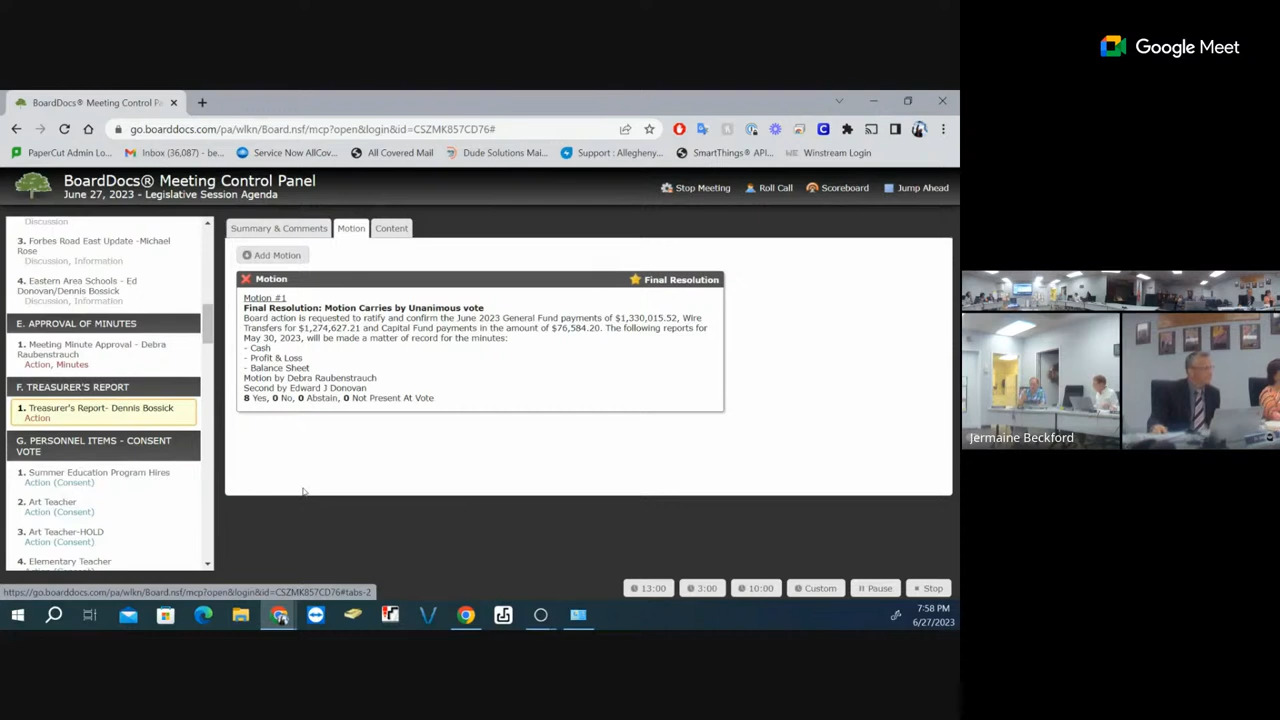 Google Meet
BoardDocs® Meeting Control Pa
go.boarddocs.com/pa/wlkn/Board.nsf/mcp?open&login&id=CSZMK857CD76#
PaperCut Admin Lo...
Inbox (36,087) - be...
Service Now AllCov...
All Covered Mail
Dude Solutions Mai...
Support : Allegheny...
SmartThings® API...
Winstream Login
BoardDocs® Meeting Control Panel
June 27, 2023 - Legislative Session Agenda
Stop Meeting
Roll Call
Scoreboard
Jump Ahead
Discussion
3. Forbes Road East Update -Michael
Rose
Discussion, Information
4. Eastern Area Schools - Ed
Donovan/Dennis Bossick
Discussion, Information
E. APPROVAL OF MINUTES
1. Meeting Minute Approval - Debra
Raubenstrauch
Action, Minutes
F. TREASURER'S REPORT
1. Treasurer's Report- Dennis Bossick
Action
G. PERSONNEL ITEMS - CONSENT
VOTE
1. Summer Education Program Hires
Action (Consent)
2. Art Teacher
Action (Consent)
3. Art Teacher-HOLD
Action (Consent)
4. Elementary Teacher
Summary & Comments
Motion
Content
Add Motion
Motion
Final Resolution
Motion #1
Final Resolution: Motion Carries by Unanimous vote
Board action is requested to ratify and confirm the June 2023 General Fund payments of $1,330,015.52, Wire
Transfers for $1,274,627.21 and Capital Fund payments in the amount of $76,584.20. The following reports for
May 30, 2023, will be made a matter of record for the minutes:
- Cash
- Profit & Loss
- Balance Sheet
Motion by Debra Raubenstrauch
Second by Edward J Donovan
8 Yes, 0 No, 0 Abstain, 0 Not Present At Vote
https://go.boarddocs.com/pa/wlkn/Board.nsf/mcp?open&login&id=CSZMK857CD76#tabs-2
13:00
3:00
10:00
Custom
Pause
Stop
7:58 PM
6/27/2023
Jermaine Beckford